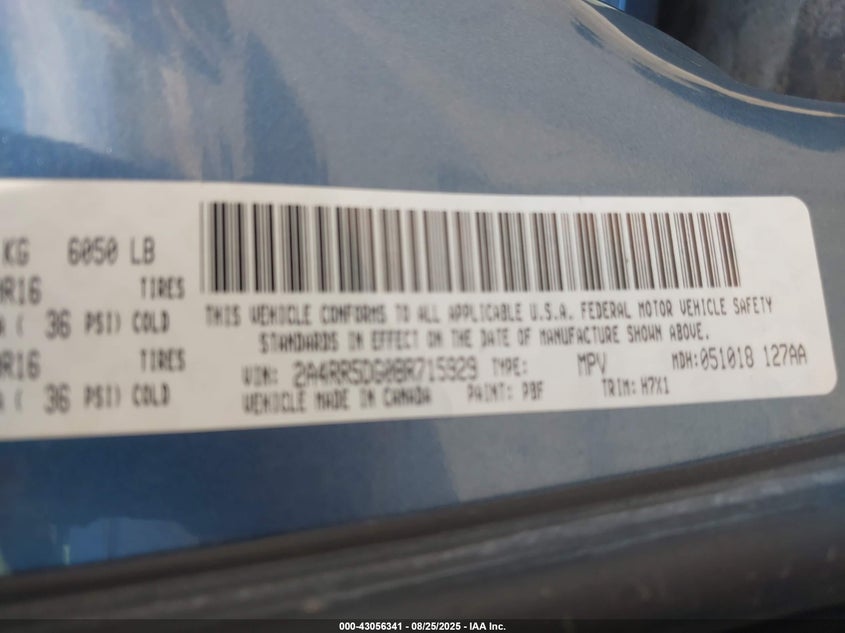 KG 6050 LB
R16 TIRES
( 36 PSI) COLD
R16 TIRES
( 36 PSI) COLD
THIS VEHICLE CONFORMS TO ALL APPLICABLE U.S.A. FEDERAL MOTOR VEHICLE SAFETY
STANDARDS IN EFFECT ON THE DATE OF MANUFACTURE SHOWN ABOVE.
VIN: 2A4RR5DG0BR715929 TYPE: MPV MDH:051018 127AA
VEHICLE MADE IN CANADA PAINT: PBF TRIM: H7X1
000-43056341 - 08/25/2025 - IAA Inc.